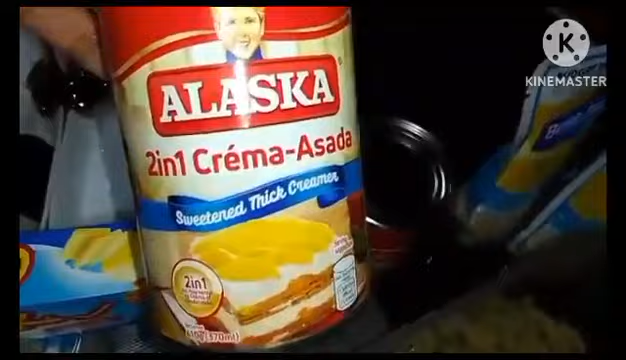 KINEMASTER
ALASKA
2in1 Créma-Asada
Sweetened Thick Creamer
2in1